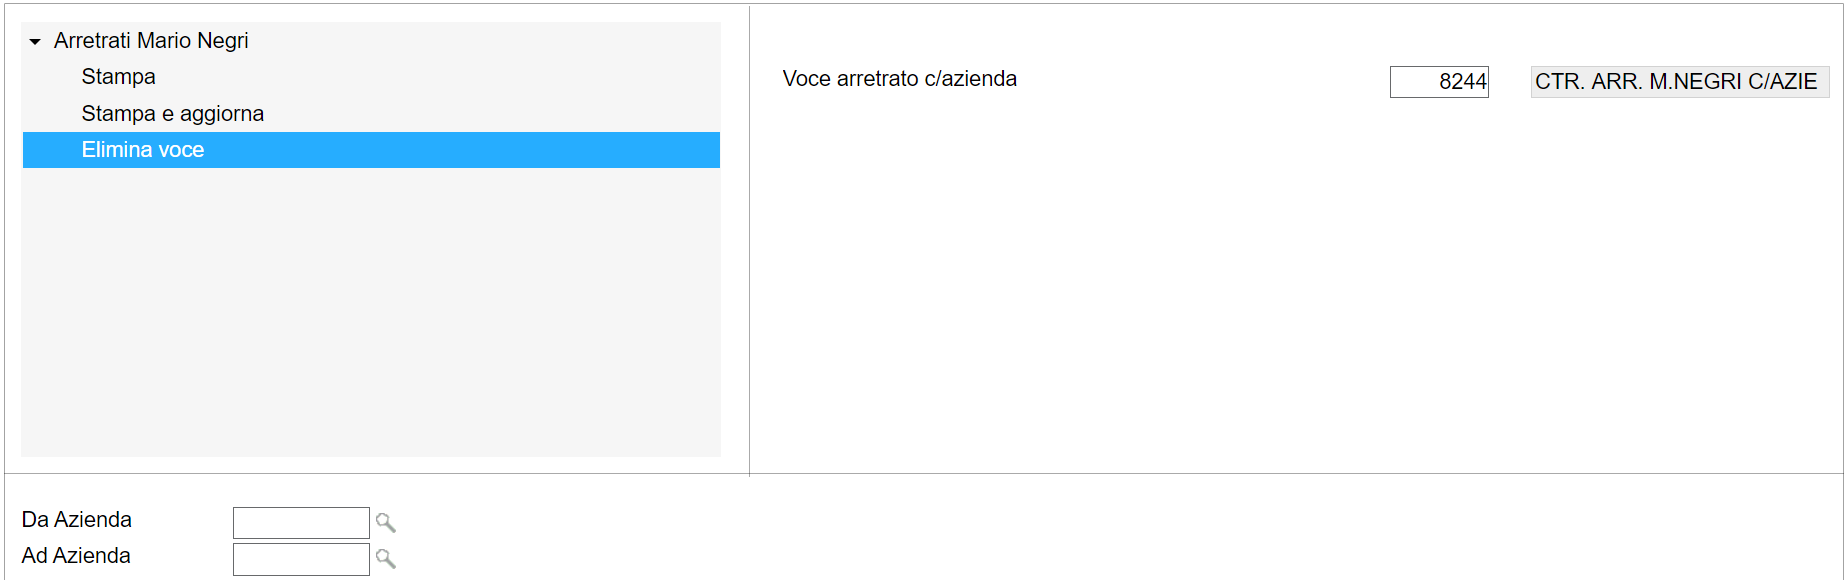 Arretrati Mario Negri
Stampa
Stampa e aggiorna
Elimina voce
Voce arretrato c/azienda 8244 CTR. ARR. M.NEGRI C/AZIE
Da Azienda
Ad Azienda